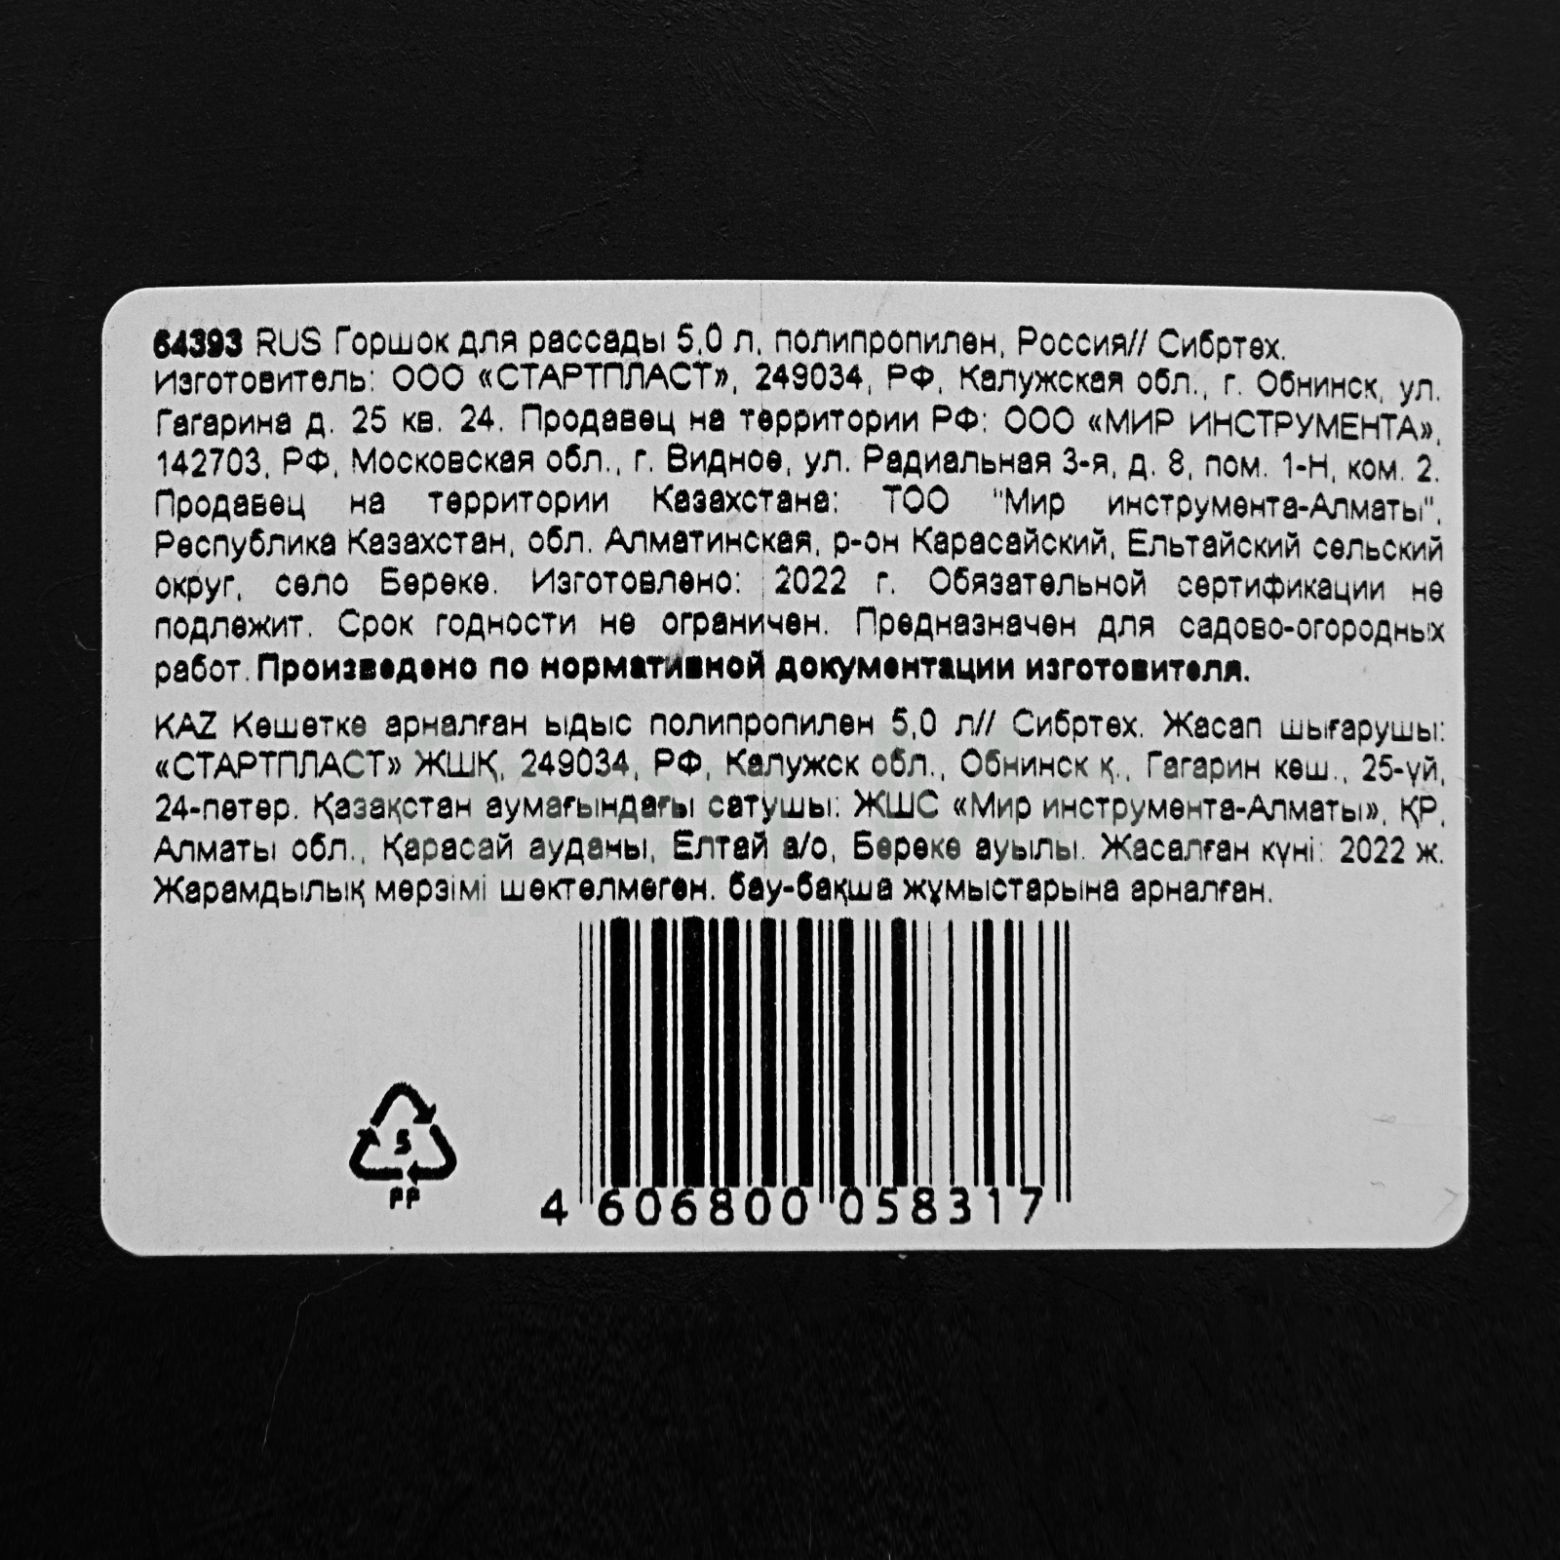 64393 RUS Горшок для рассады 5,0 л, полипропилен, Россия// Сибртех.
Изготовитель: ООО «СТАРТПЛАСТ», 249034, РФ, Калужская обл., г. Обнинск, ул.
Гагарина д. 25 кв. 24. Продавец на территории РФ: ООО «МИР ИНСТРУМЕНТА»,
142703, РФ, Московская обл., г. Видное, ул. Радиальная 3-я, д. 8, пом. 1-Н, ком. 2.
Продавец на территории Казахстана: ТОО "Мир инструмента-Алматы",
Республика Казахстан, обл. Алматинская, р-он Карасайский, Ельтайский сельский
округ, село Береке. Изготовлено: 2022 г. Обязательной сертификации не
подлежит. Срок годности не ограничен. Предназначен для садово-огородных
работ. Произведено по нормативной документации изготовителя.
KAZ Көшетке арналған ыдыс полипропилен 5,0 л// Сибртех. Жасап шығарушы:
«СТАРТПЛАСТ» ЖШҚ, 249034, РФ, Калужск обл., Обнинск қ., Гагарин көш., 25-үй,
24-пәтер. Қазақстан аумағындағы сатушы: ЖШС «Мир инструмента-Алматы», ҚР,
Алматы обл., Қарасай ауданы, Елтай а/о, Береке ауылы. Жасалған күні: 2022 ж.
Жарамдылық мерзімі шектелмеген. бау-бақша жұмыстарына арналған.
5
PP
4 606800 058317